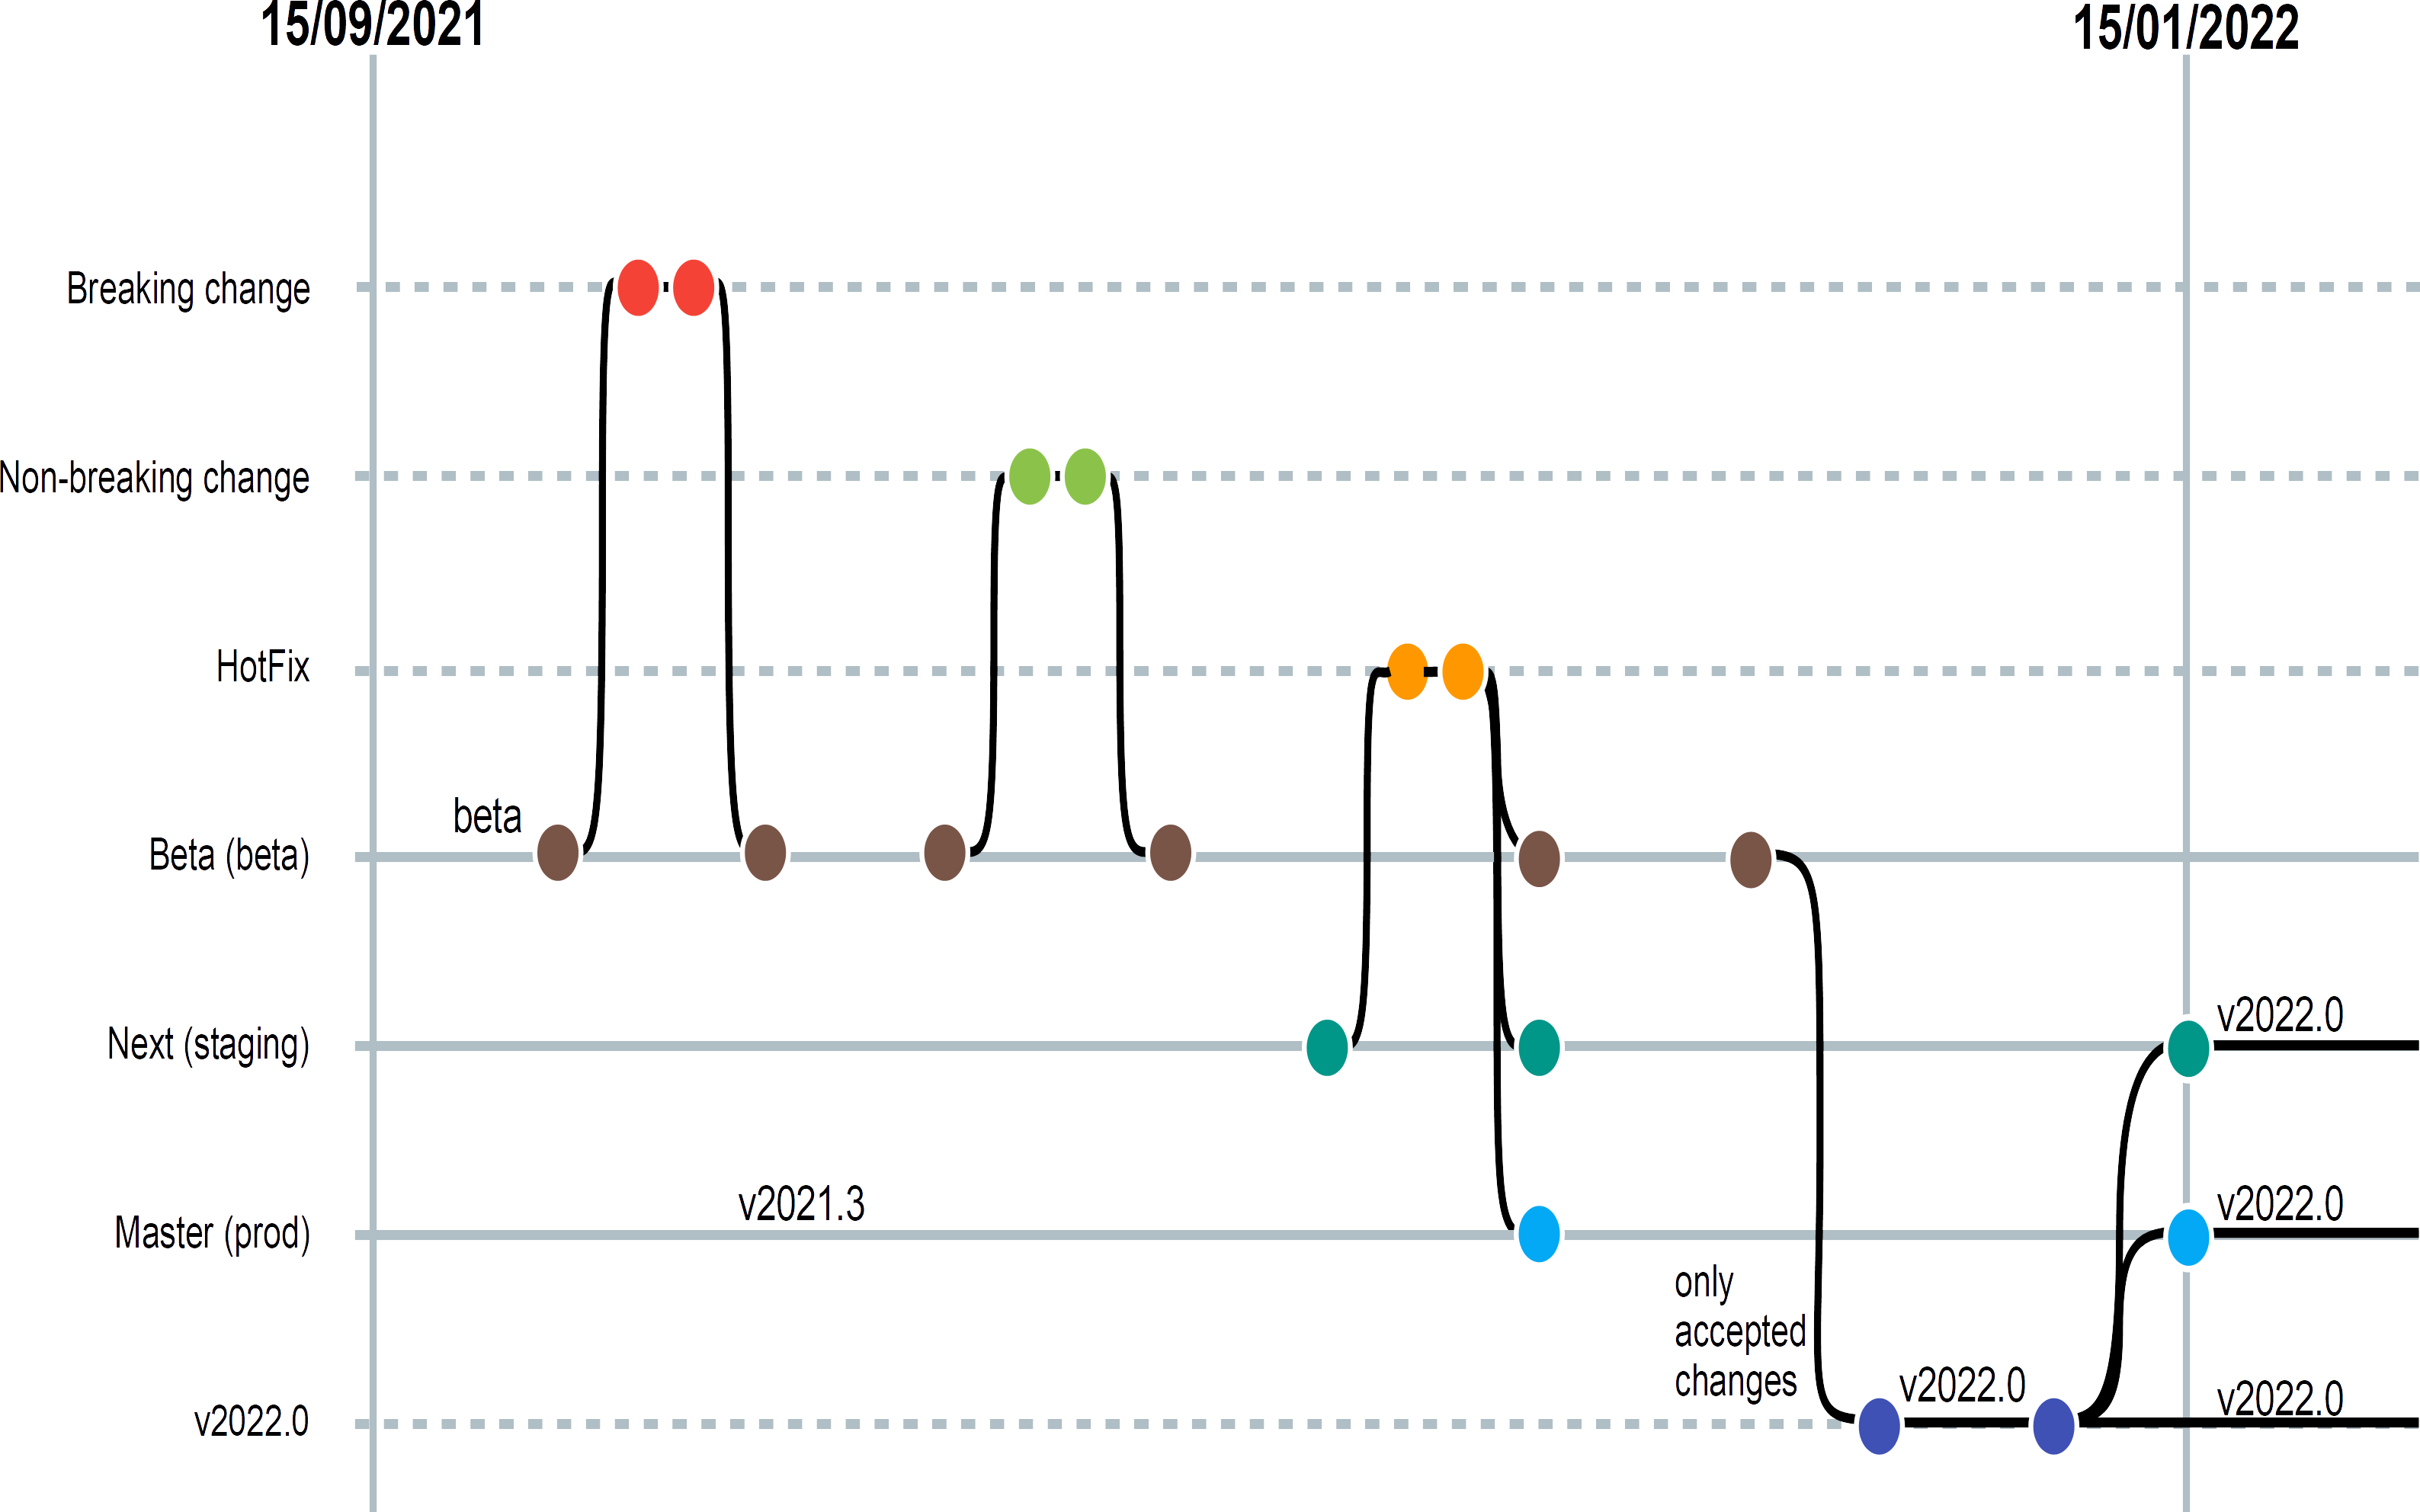 15/09/2021
15/01/2022
Breaking change
Non-breaking change
HotFix
beta
Beta (beta)
v2022.0
Next (staging)
v2021.3
v2022.0
Master (prod)
only
accepted
changes
v2022.0
v2022.0
v2022.0